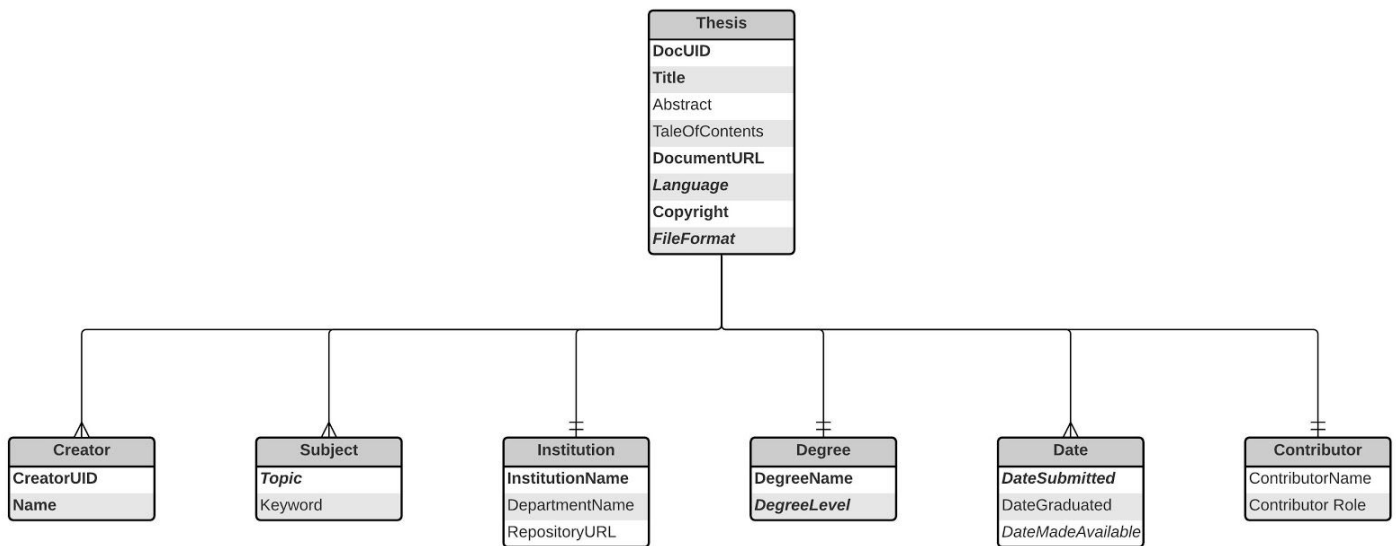 Thesis
DocUID
Title
Abstract
TaleOfContents
DocumentURL
Language
Copyright
FileFormat
Creator
CreatorUID
Name
Subject
Topic
Keyword
Institution
InstitutionName
DepartmentName
RepositoryURL
Degree
DegreeName
DegreeLevel
Date
DateSubmitted
DateGraduated
DateMadeAvailable
Contributor
ContributorName
Contributor Role